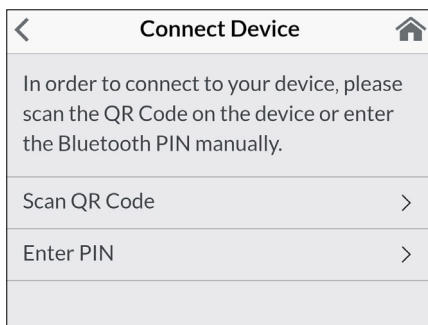 Connect Device
In order to connect to your device, please
scan the QR Code on the device or enter
the Bluetooth PIN manually.
Scan QR Code
Enter PIN